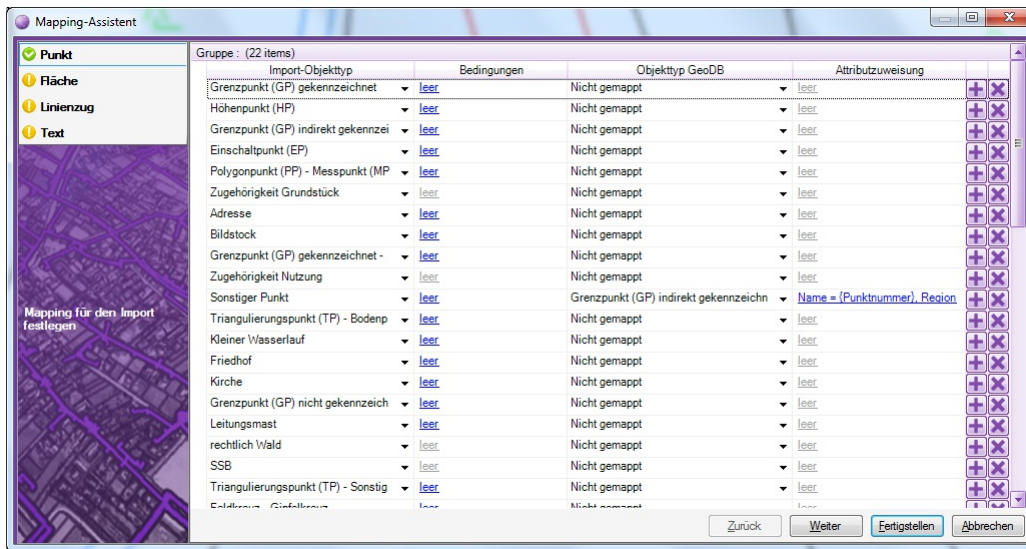 Mapping-Assistent
Punkt
Fläche
Linienzug
Text
Mapping für den Import
festlegen
Gruppe : (22 items)
Import-Objekttyp Bedingungen Objekttyp GeoDB Attributzuweisung
Grenzpunkt (GP) gekennzeichnet leer Nicht gemappt leer
Höhenpunkt (HP) leer Nicht gemappt leer
Grenzpunkt (GP) indirekt gekennzei leer Nicht gemappt leer
Einschaltpunkt (EP) leer Nicht gemappt leer
Polygonpunkt (PP) - Messpunkt (MP leer Nicht gemappt leer
Zugehörigkeit Grundstück leer Nicht gemappt leer
Adresse leer Nicht gemappt leer
Bildstock leer Nicht gemappt leer
Grenzpunkt (GP) gekennzeichnet - leer Nicht gemappt leer
Zugehörigkeit Nutzung leer Nicht gemappt leer
Sonstiger Punkt leer Grenzpunkt (GP) indirekt gekennzeichn Name = {Punktnummer}, Region
Triangulierungspunkt (TP) - Bodenp leer Nicht gemappt leer
Kleiner Wasserlauf leer Nicht gemappt leer
Friedhof leer Nicht gemappt leer
Kirche leer Nicht gemappt leer
Grenzpunkt (GP) nicht gekennzeich leer Nicht gemappt leer
Leitungsmast leer Nicht gemappt leer
rechtlich Wald leer Nicht gemappt leer
SSB leer Nicht gemappt leer
Triangulierungspunkt (TP) - Sonstig leer Nicht gemappt leer
Feldkreuz - Gipfelkreuz leer Nicht gemappt leer
Zurück Weiter Fertigstellen Abbrechen